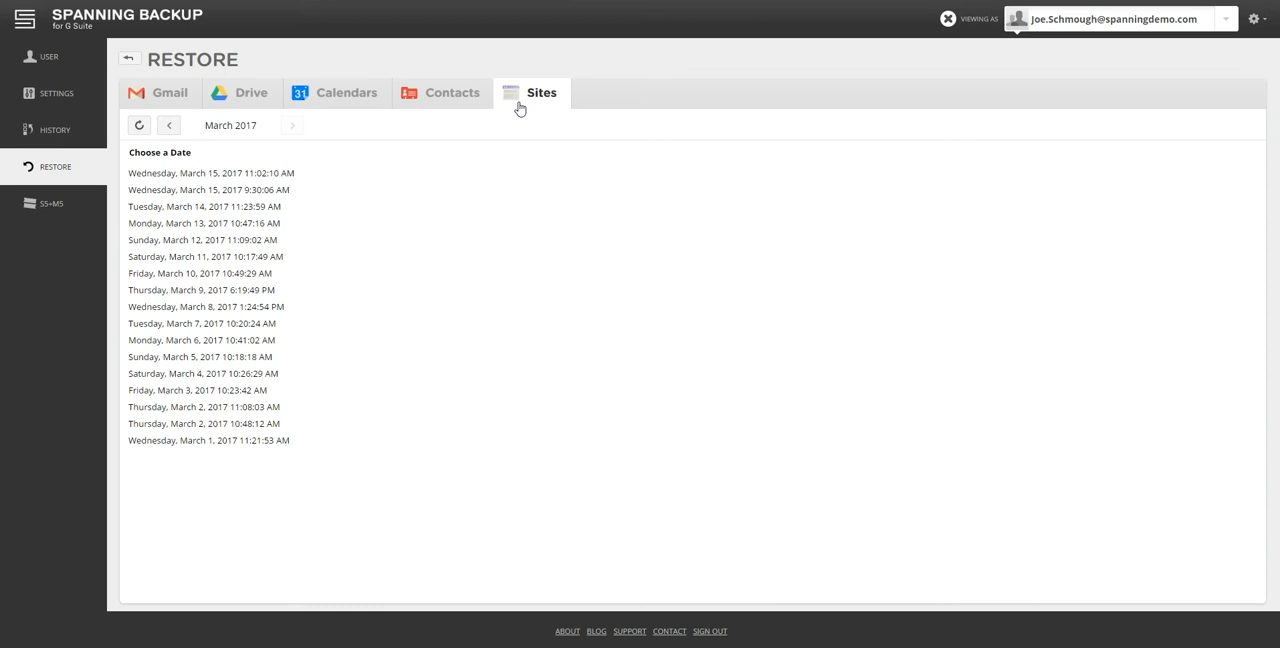 SPANNING BACKUP
for G Suite
VIEWING AS
Joe.Schmough@spanningdemo.com
USER
SETTINGS
HISTORY
RESTORE
SS+MS
RESTORE
Gmail
Drive
31 Calendars
Contacts
Sites
March 2017
Choose a Date
Wednesday, March 15, 2017 11:02:10 AM
Wednesday, March 15, 2017 9:30:06 AM
Tuesday, March 14, 2017 11:23:59 AM
Monday, March 13, 2017 10:47:16 AM
Sunday, March 12, 2017 11:09:02 AM
Saturday, March 11, 2017 10:17:49 AM
Friday, March 10, 2017 10:49:29 AM
Thursday, March 9, 2017 6:19:49 PM
Wednesday, March 8, 2017 1:24:54 PM
Tuesday, March 7, 2017 10:20:24 AM
Monday, March 6, 2017 10:41:02 AM
Sunday, March 5, 2017 10:18:18 AM
Saturday, March 4, 2017 10:26:29 AM
Friday, March 3, 2017 10:23:42 AM
Thursday, March 2, 2017 11:08:03 AM
Thursday, March 2, 2017 10:48:12 AM
Wednesday, March 1, 2017 11:21:53 AM
ABOUT BLOG SUPPORT CONTACT SIGN OUT